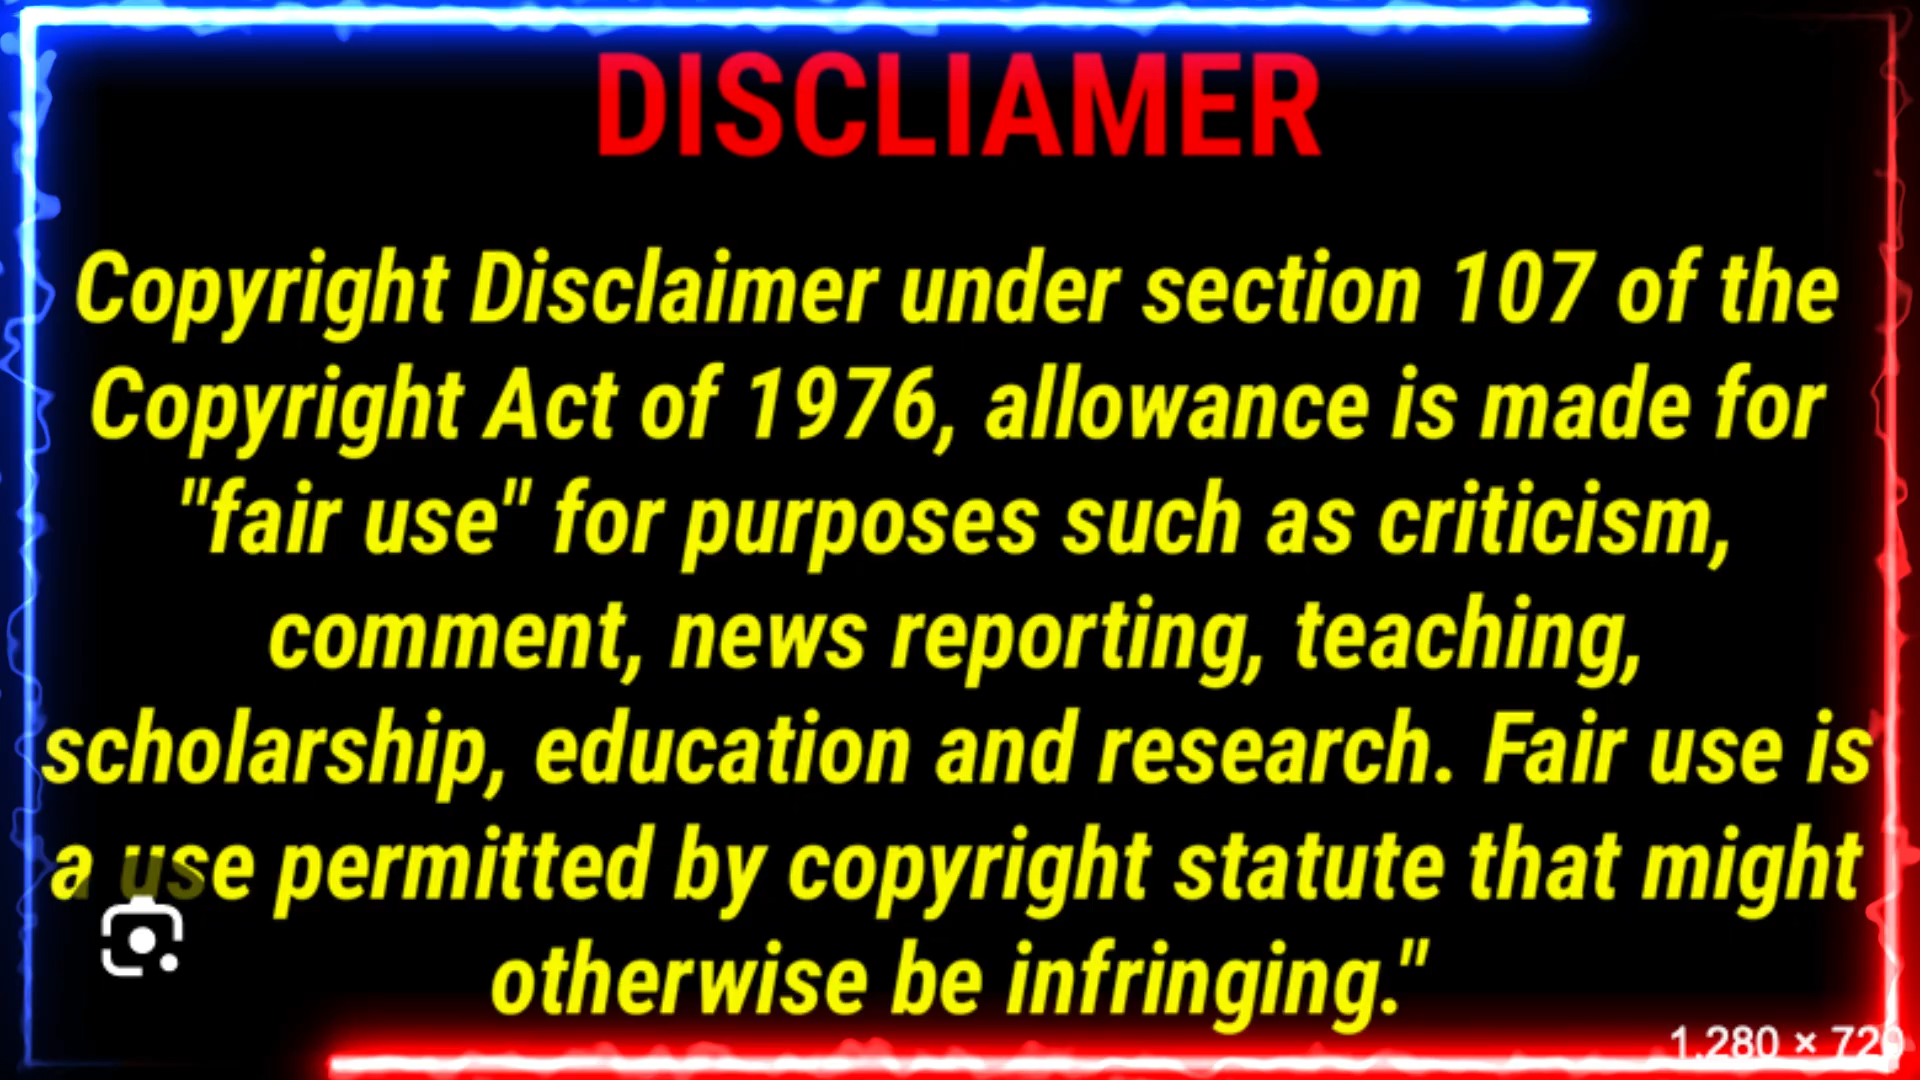 DISCLIAMER
Copyright Disclaimer under section 107 of the
Copyright Act of 1976, allowance is made for
"fair use" for purposes such as criticism,
comment, news reporting, teaching,
scholarship, education and research. Fair use is
a use permitted by copyright statute that might
otherwise be infringing."
1.280 × 720